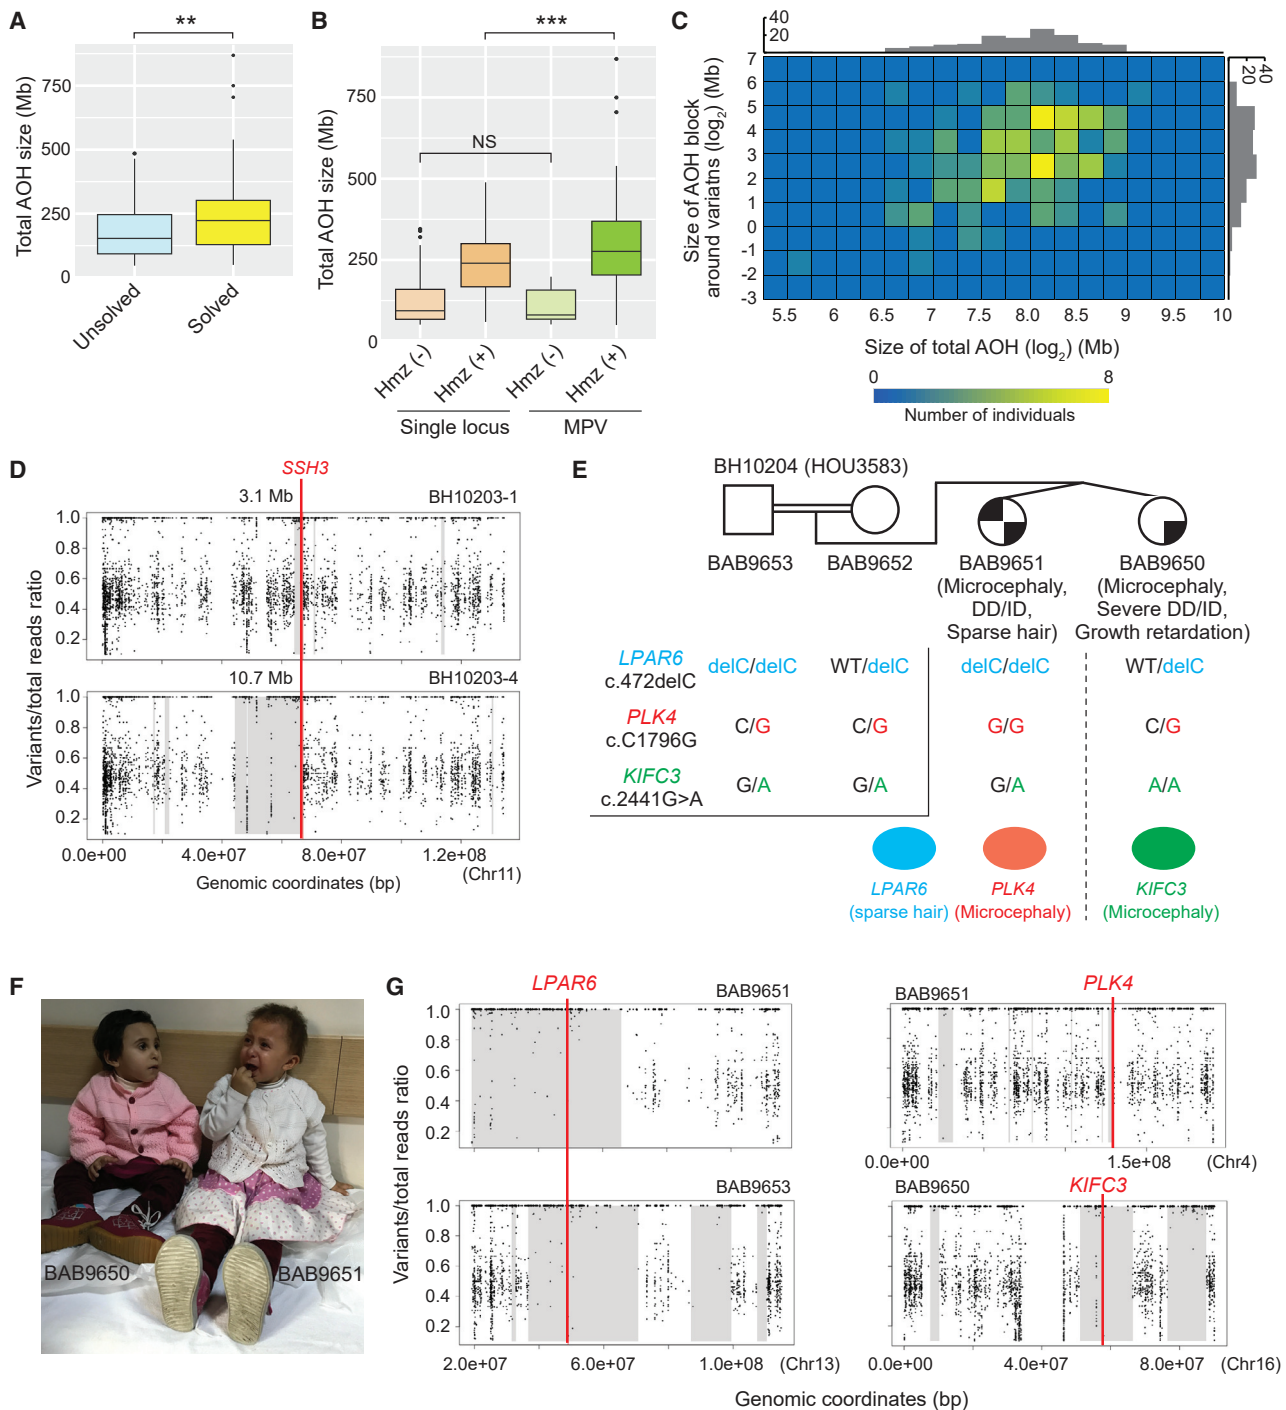 A
**
Total AOH size (Mb)
750
500
250
0
Unsolved
Solved
B
***
NS
Total AOH size (Mb)
750
500
250
0
Hmz (-)
Hmz (+)
Hmz (-)
Hmz (+)
Single locus
MPV
C
40
20
40
20
Size of AOH block
around variatns (log2) (Mb)
7
6
5
4
3
2
1
0
-1
-2
-3
5.5 6 6.5 7 7.5 8.0 8.5 9 9.5 10
Size of total AOH (log2) (Mb)
0 8
Number of individuals
D
SSH3
3.1 Mb BH10203-1
1.0
0.8
0.6
0.4
0.2
10.7 Mb BH10203-4
1.0
0.8
0.6
0.4
0.2
Variants/total reads ratio
0.0e+00 4.0e+07 8.0e+07 1.2e+08
(Chr11)
Genomic coordinates (bp)
E
BH10204 (HOU3583)
BAB9653 BAB9652 BAB9651 BAB9650
(Microcephaly, (Microcephaly,
DD/ID, Severe DD/ID,
Sparse hair) Growth retardation)
LPAR6
c.472delC
delC/delC WT/delC delC/delC WT/delC
PLK4
c.C1796G
C/G C/G G/G C/G
KIFC3
c.2441G>A
G/A G/A G/A A/A
LPAR6 PLK4 KIFC3
(sparse hair) (Microcephaly) (Microcephaly)
F
BAB9650 BAB9651
G
LPAR6
BAB9651
1.0
0.8
0.6
0.4
0.2
BAB9653
1.0
0.8
0.6
0.4
0.2
Variants/total reads ratio
2.0e+07 6.0e+07 1.0e+08 (Chr13)
PLK4
BAB9651
0.0e+00 1.5e+08 (Chr4)
KIFC3
BAB9650
0.0e+00 4.0e+07 8.0e+07 (Chr16)
Genomic coordinates (bp)